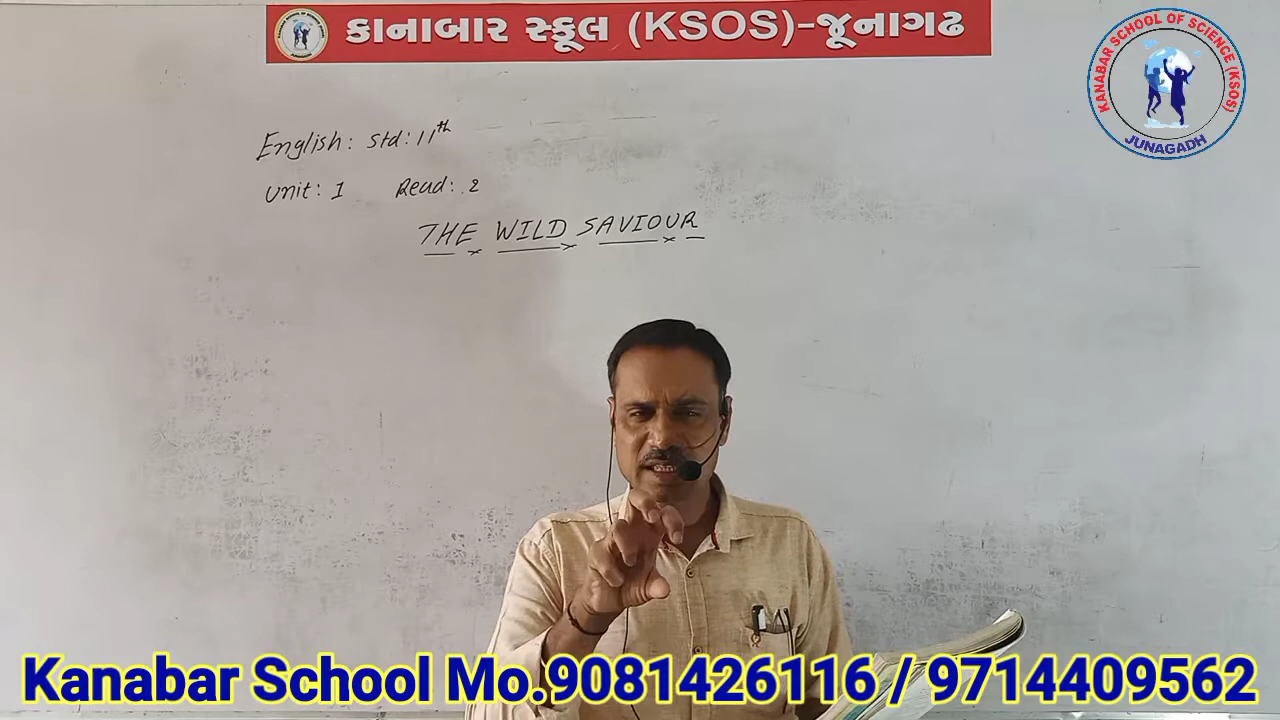 કાનાબાર સ્કૂલ (KSOS)-જૂનાગઢ
KANABAR SCHOOL OF SCIENCE (KSOS)
JUNAGADH
English: Std: 11th
Unit: 1 Read: 2
THE WILD SAVIOUR
Kanabar School Mo.9081426116 / 9714409562